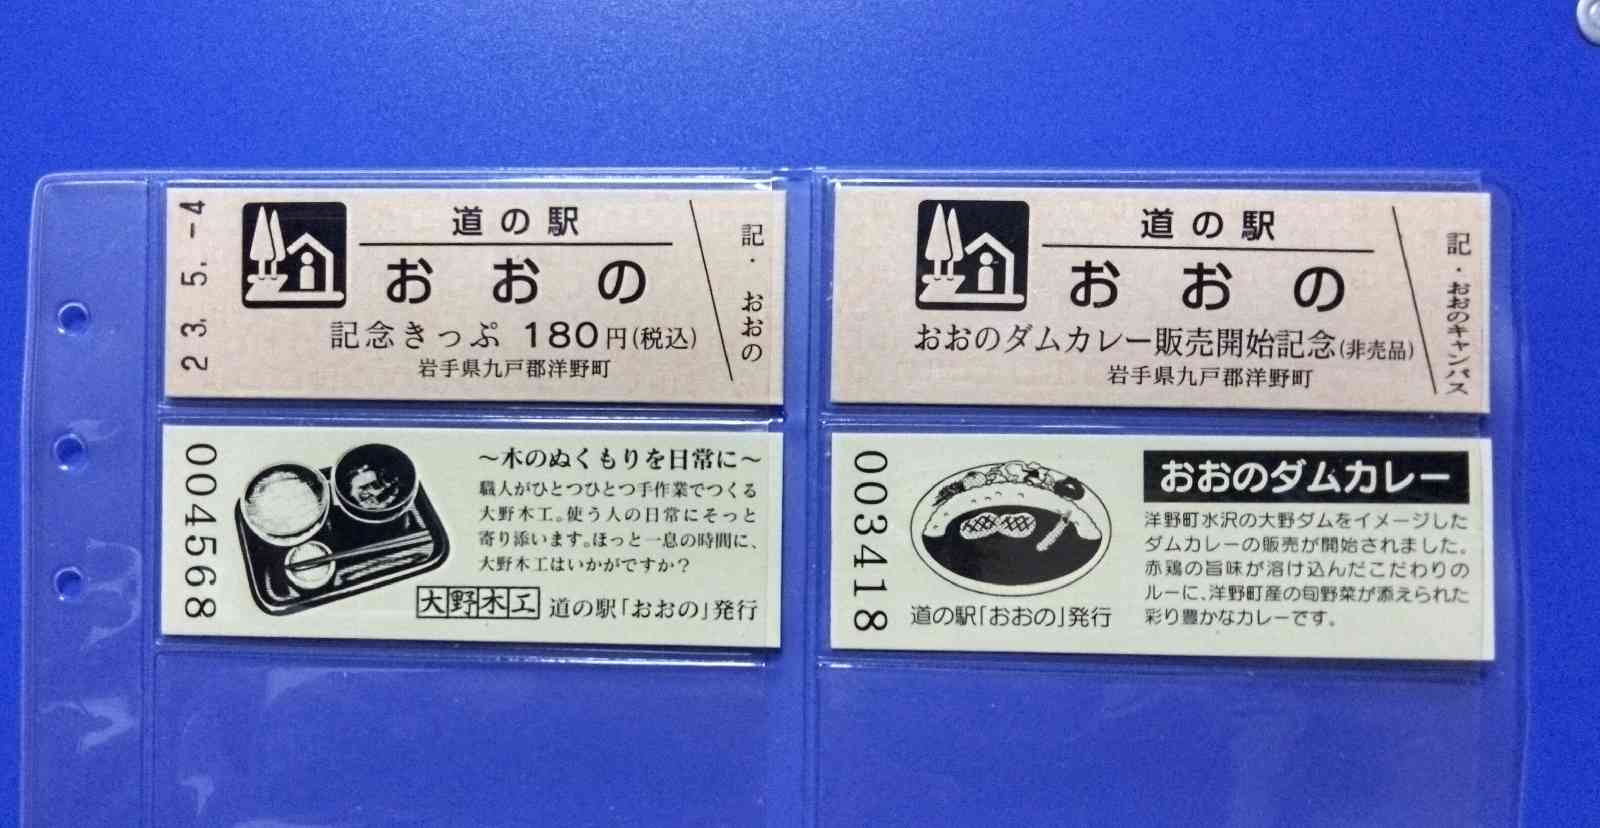 23. 5. -4
道の駅
おおの
記念きっぷ 180円(税込)
岩手県九戸郡洋野町
記・おおの
道の駅
おおの
おおのダムカレー販売開始記念(非売品)
岩手県九戸郡洋野町
記・おおのキャンパス
004568
～木のぬくもりを日常に～
職人がひとつひとつ手作業でつくる
大野木工。使う人の日常にそっと
寄り添います。ほっと一息の時間に、
大野木工はいかがですか?
大野木工 道の駅「おおの」発行
003418
道の駅「おおの」発行
おおのダムカレー
洋野町水沢の大野ダムをイメージした
ダムカレーの販売が開始されました。
赤鶏の旨味が溶け込んだこだわりの
ルーに、洋野町産の旬野菜が添えられた
彩り豊かなカレーです。